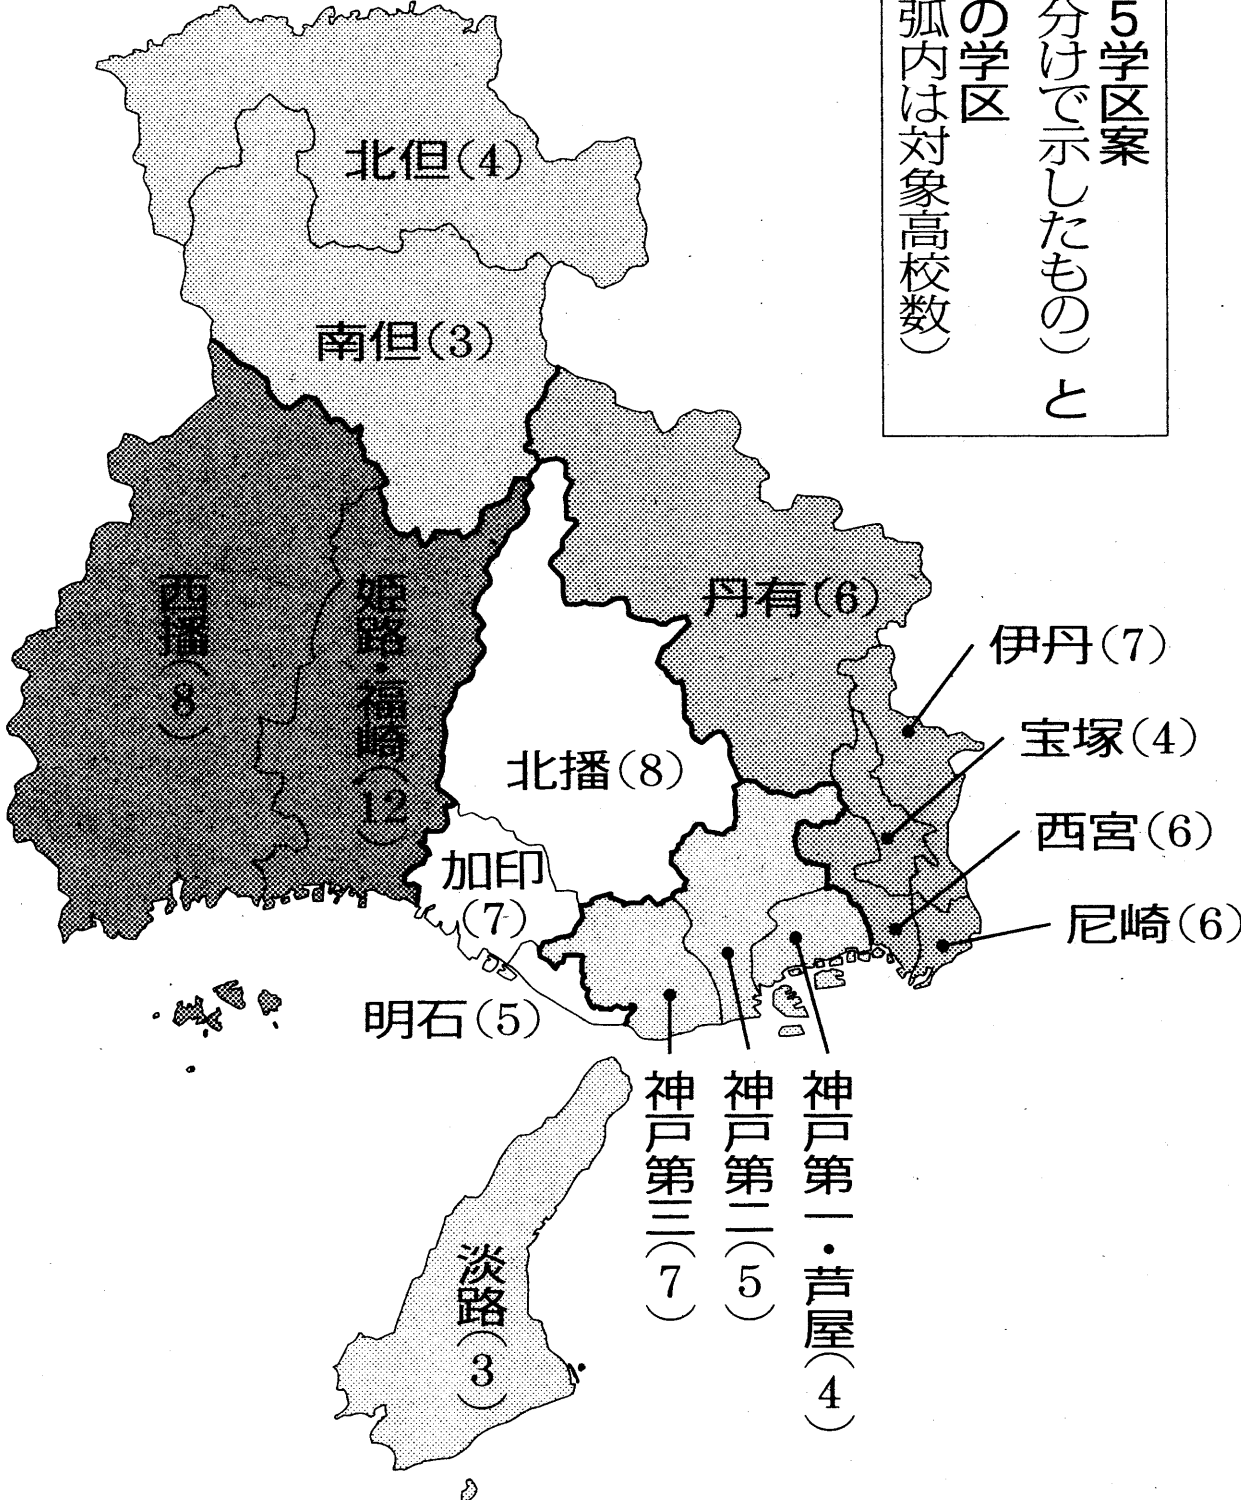 5学区案
分けで示したもの)と
の学区
弧内は対象高校数)
北但(4)
南但(3)
丹有(6)
西播(8)
姫路・福崎(12)
北播(8)
加印
(7)
明石(5)
伊丹(7)
宝塚(4)
西宮(6)
尼崎(6)
神戸第一・芦屋(4)
神戸第二(5)
神戸第三(7)
淡路(3)